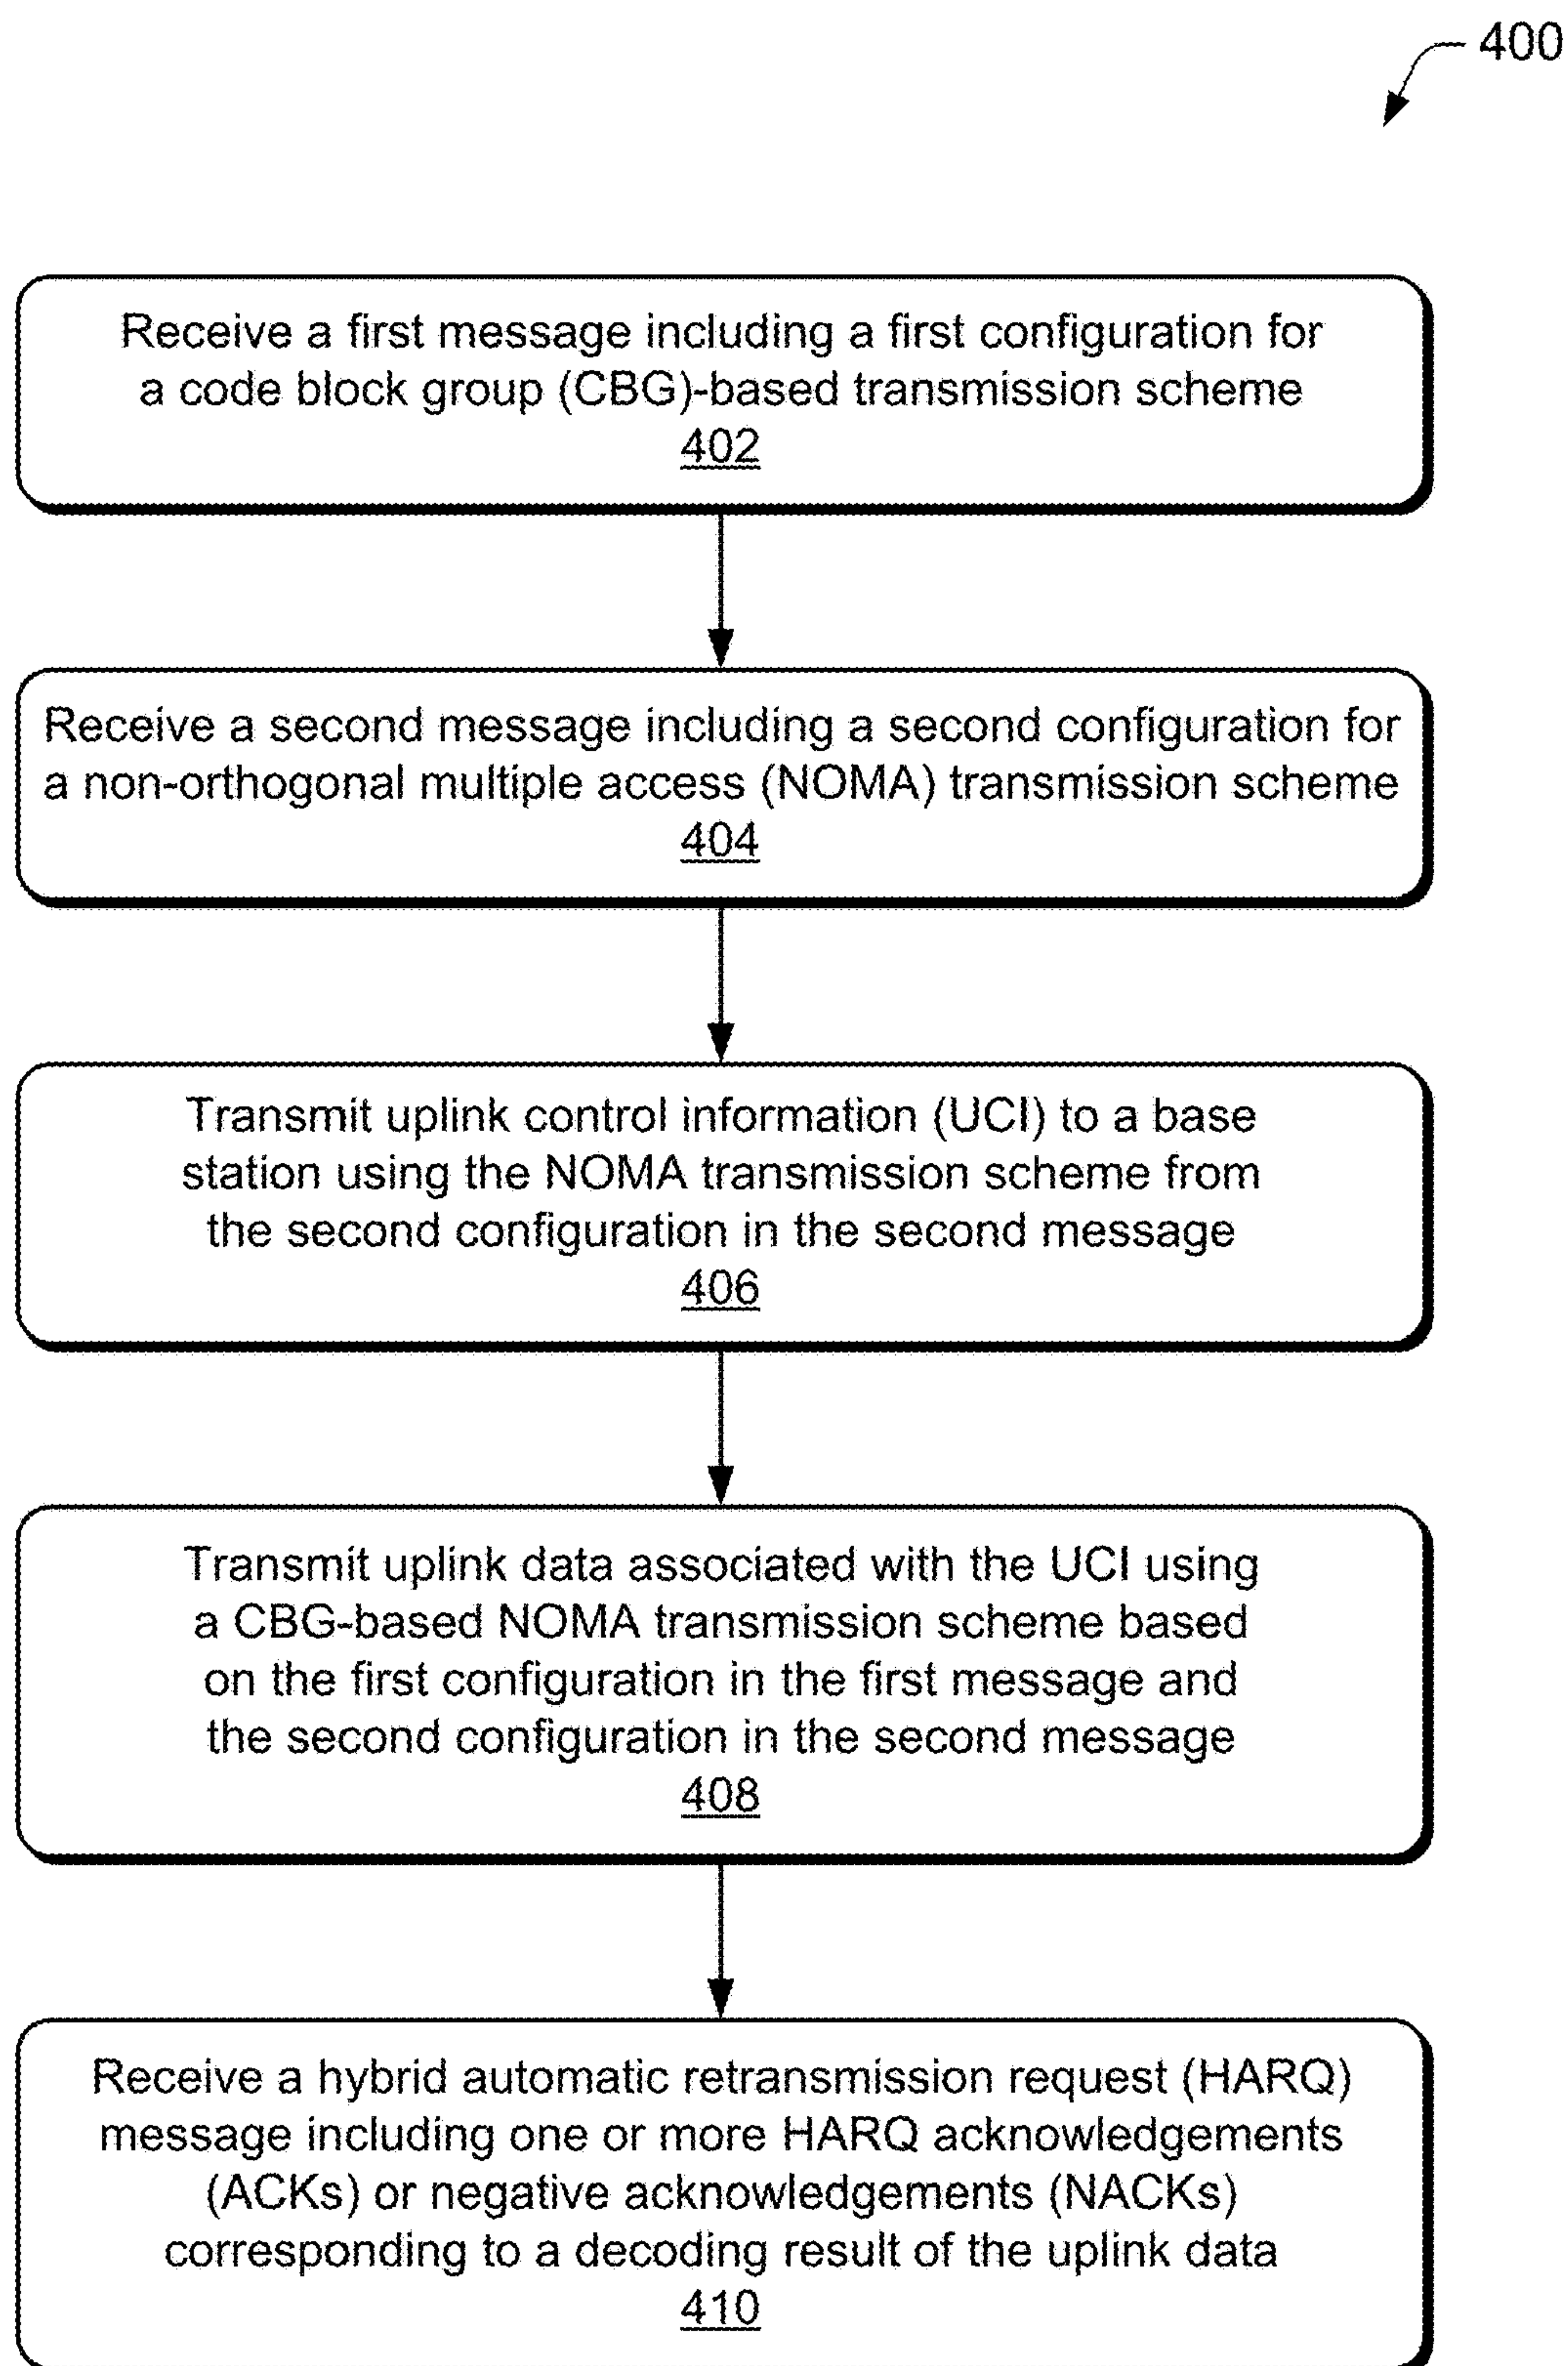 400
Receive a first message including a first configuration for
a code block group (CBG)-based transmission scheme
402
Receive a second message including a second configuration for
a non-orthogonal multiple access (NOMA) transmission scheme
404
Transmit uplink control information (UCI) to a base
station using the NOMA transmission scheme from
the second configuration in the second message
406
Transmit uplink data associated with the UCI using
a CBG-based NOMA transmission scheme based
on the first configuration in the first message and
the second configuration in the second message
408
Receive a hybrid automatic retransmission request (HARQ)
message including one or more HARQ acknowledgements
(ACKs) or negative acknowledgements (NACKs)
corresponding to a decoding result of the uplink data
410